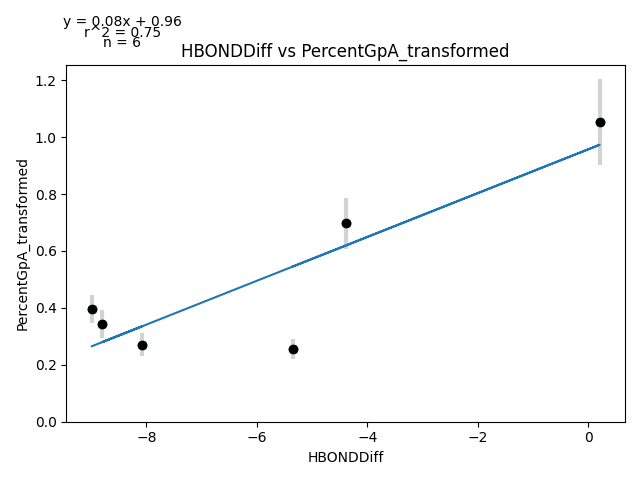 y = 0.08x + 0.96
r^2 = 0.75
n = 6
HBONDDiff vs PercentGpA_transformed
PercentGpA_transformed
1.2
1.0
0.8
0.6
0.4
0.2
0.0
−8 −6 −4 −2 0
HBONDDiff